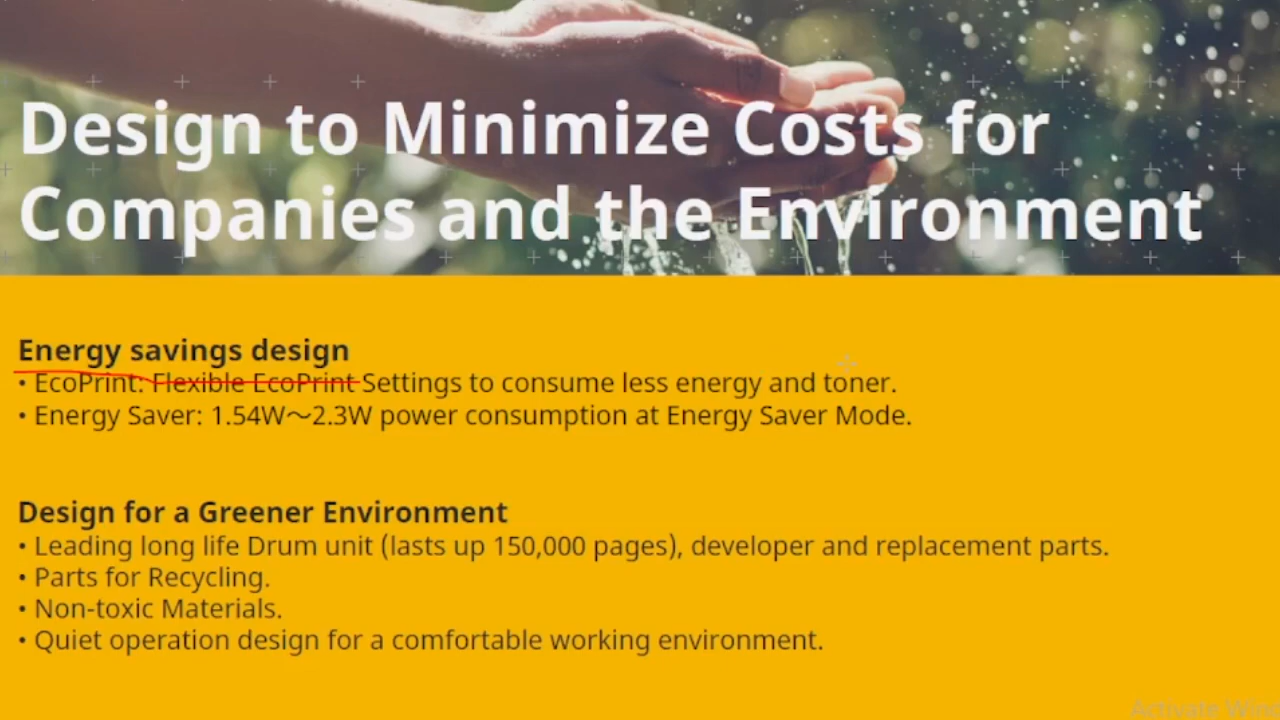 Design to Minimize Costs for
Companies and the Environment
Energy savings design
• EcoPrint: Flexible EcoPrint Settings to consume less energy and toner.
• Energy Saver: 1.54W～2.3W power consumption at Energy Saver Mode.
Design for a Greener Environment
• Leading long life Drum unit (lasts up 150,000 pages), developer and replacement parts.
• Parts for Recycling.
• Non-toxic Materials.
• Quiet operation design for a comfortable working environment.
Activate